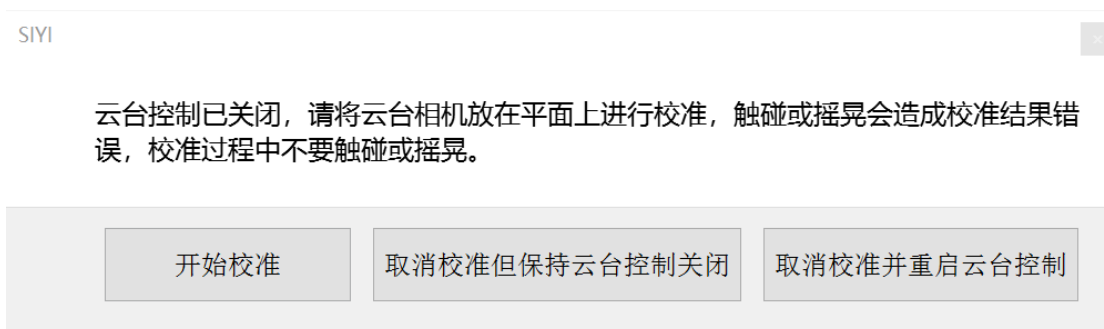 SIYI
云台控制已关闭，请将云台相机放在平面上进行校准，触碰或摇晃会造成校准结果错
误，校准过程中不要触碰或摇晃。
开始校准
取消校准但保持云台控制关闭
取消校准并重启云台控制